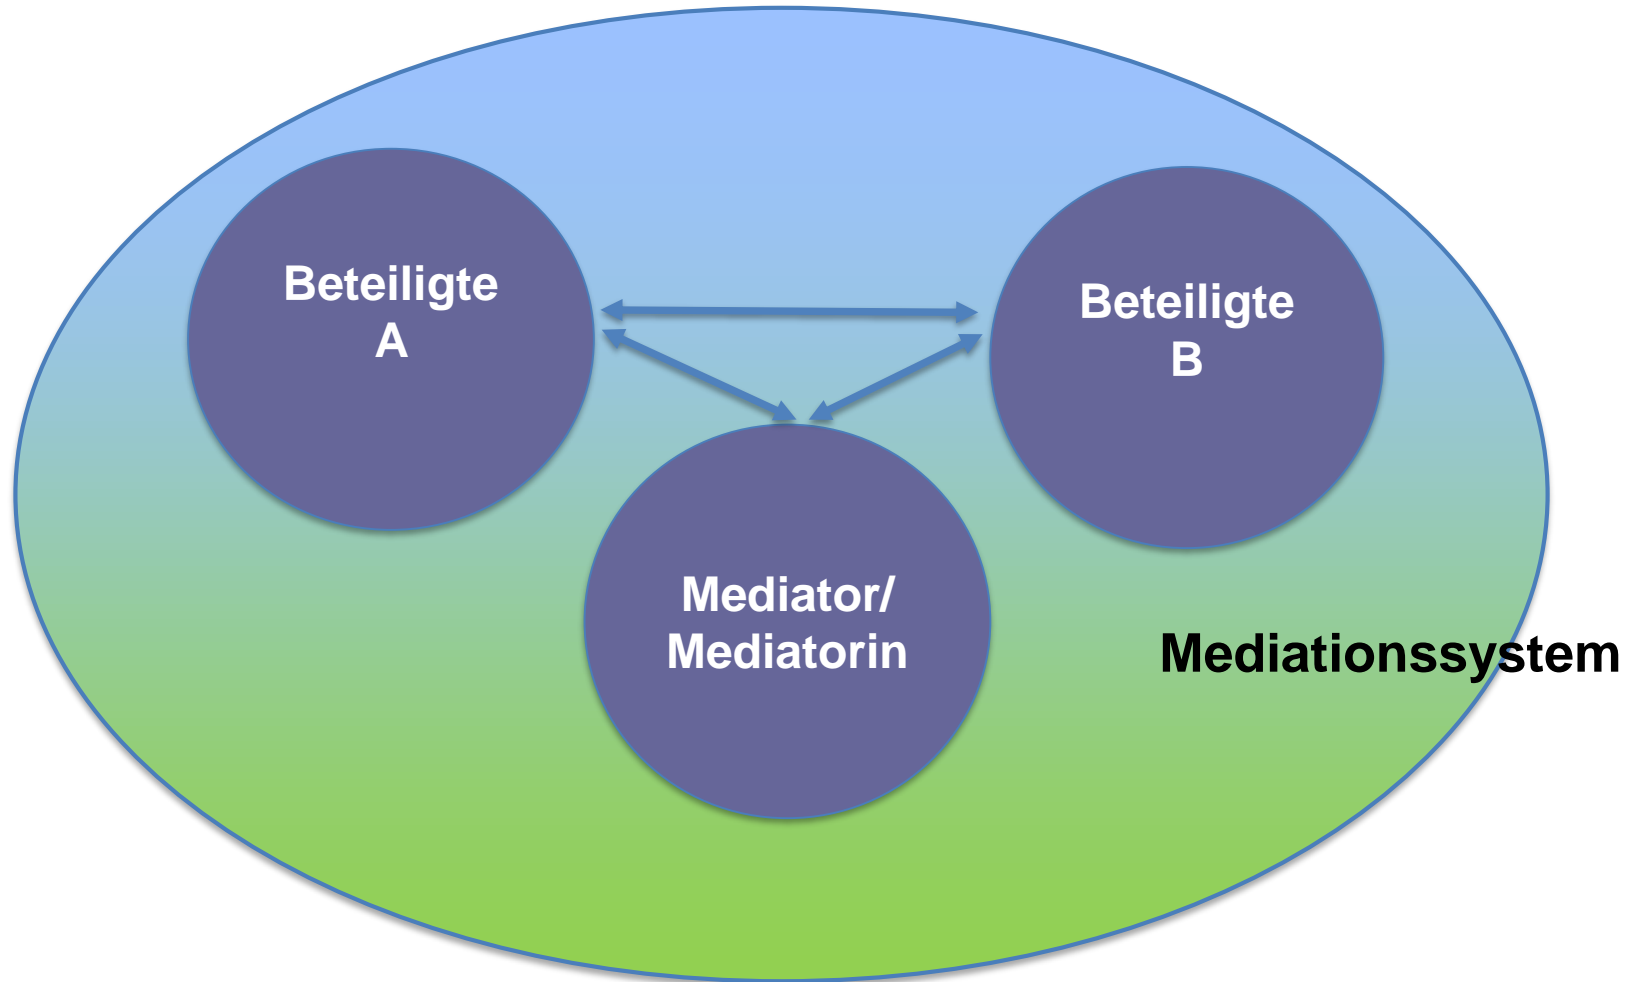 Beteiligte
A
Beteiligte
B
Mediator/
Mediatorin
Mediationssystem